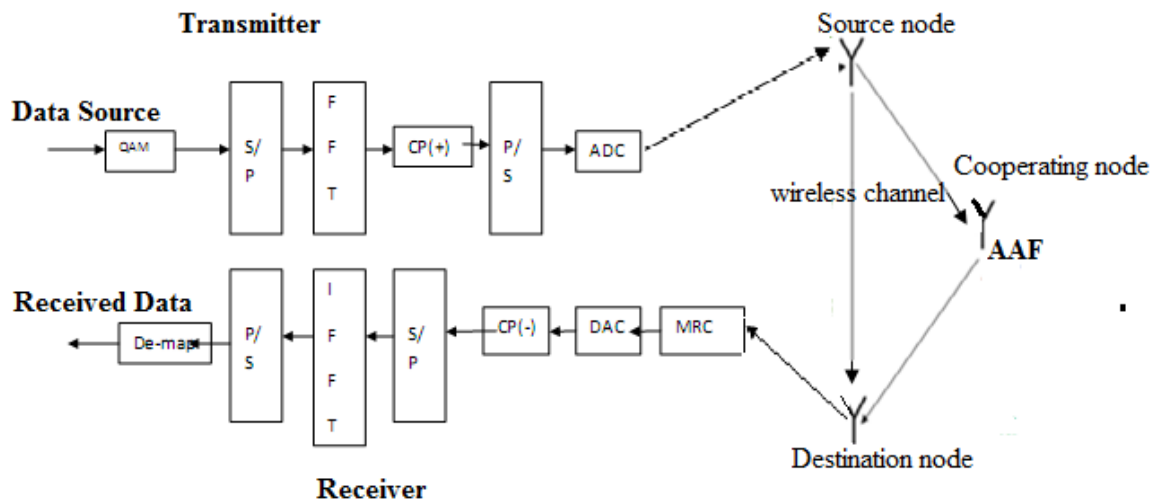 Transmitter
Source node
Data Source
QAM
S/
P
F
F
T
CP(+)
P/
S
ADC
Cooperating node
wireless channel
AAF
Received Data
De-map
P/
S
I
F
F
T
S/
P
CP(-)
DAC
MRC
Destination node
Receiver